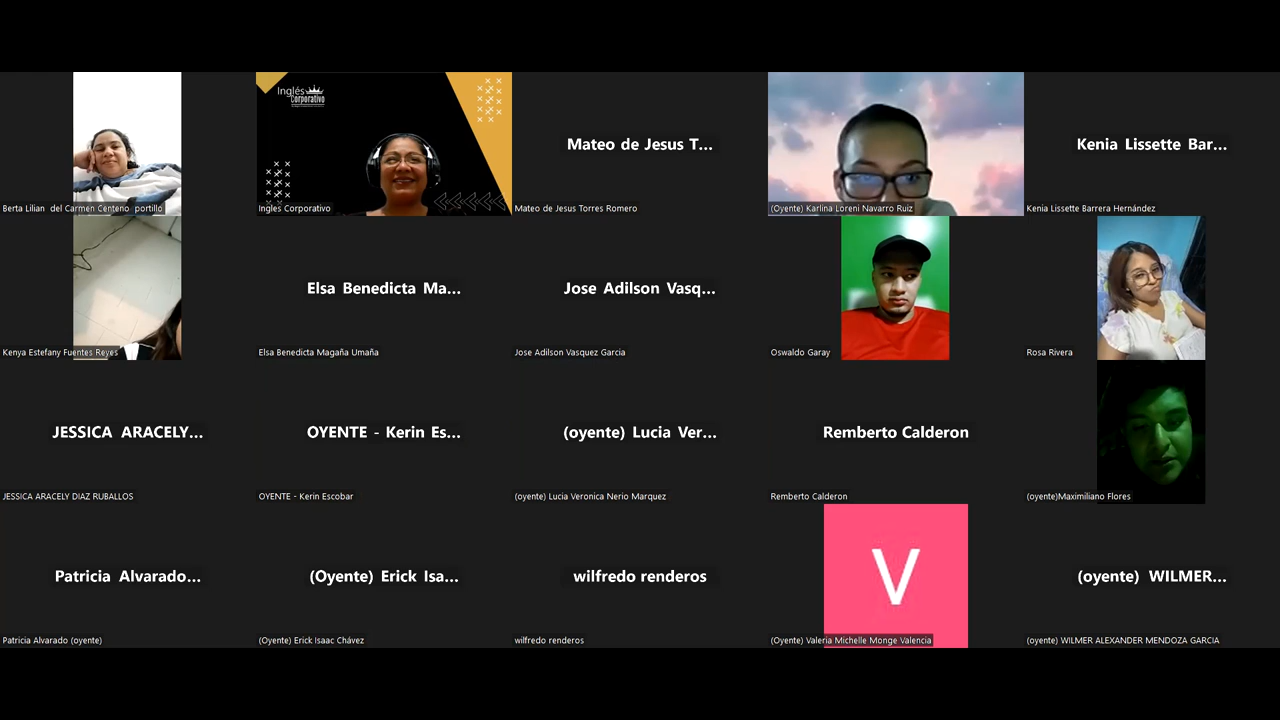 Inglés
Corporativo
Mateo de Jesus T...
Kenia Lissette Bar...
Berta Lilian del Carmen Centeno portillo
Ingles Corporativo
Mateo de Jesus Torres Romero
(Oyente) Karlina Loreni Navarro Ruiz
Kenia Lissette Barrera Hernández
Elsa Benedicta Ma...
Jose Adilson Vasq...
Kenya Estefany Fuentes Reyes
Elsa Benedicta Magaña Umaña
Jose Adilson Vasquez Garcia
Oswaldo Garay
Rosa Rivera
JESSICA ARACELY...
OYENTE - Kerin Es...
(oyente) Lucia Ver...
Remberto Calderon
JESSICA ARACELY DIAZ RUBALLOS
OYENTE - Kerin Escobar
(oyente) Lucia Veronica Nerio Marquez
Remberto Calderon
(oyente)Maximiliano Flores
Patricia Alvarado...
(Oyente) Erick Isa...
wilfredo renderos
V
(oyente) WILMER...
Patricia Alvarado (oyente)
(Oyente) Erick Isaac Chávez
wilfredo renderos
(Oyente) Valeria Michelle Monge Valencia
(oyente) WILMER ALEXANDER MENDOZA GARCIA